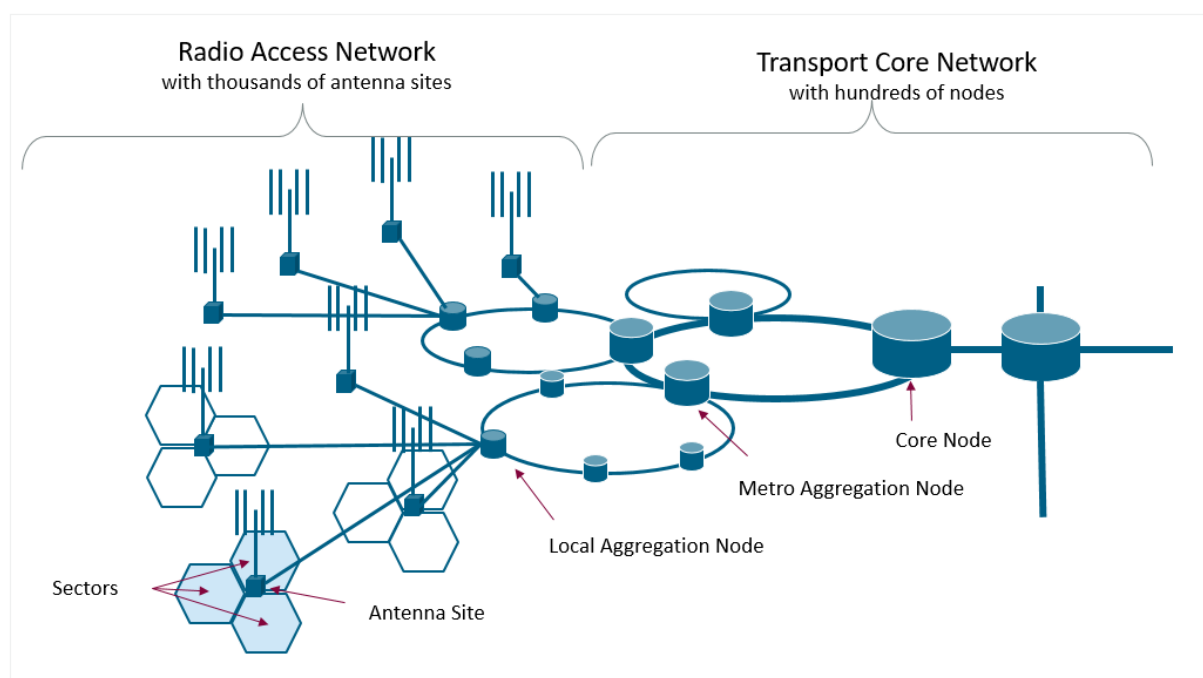 Radio Access Network
with thousands of antenna sites
Transport Core Network
with hundreds of nodes
Core Node
Metro Aggregation Node
Local Aggregation Node
Sectors
Antenna Site